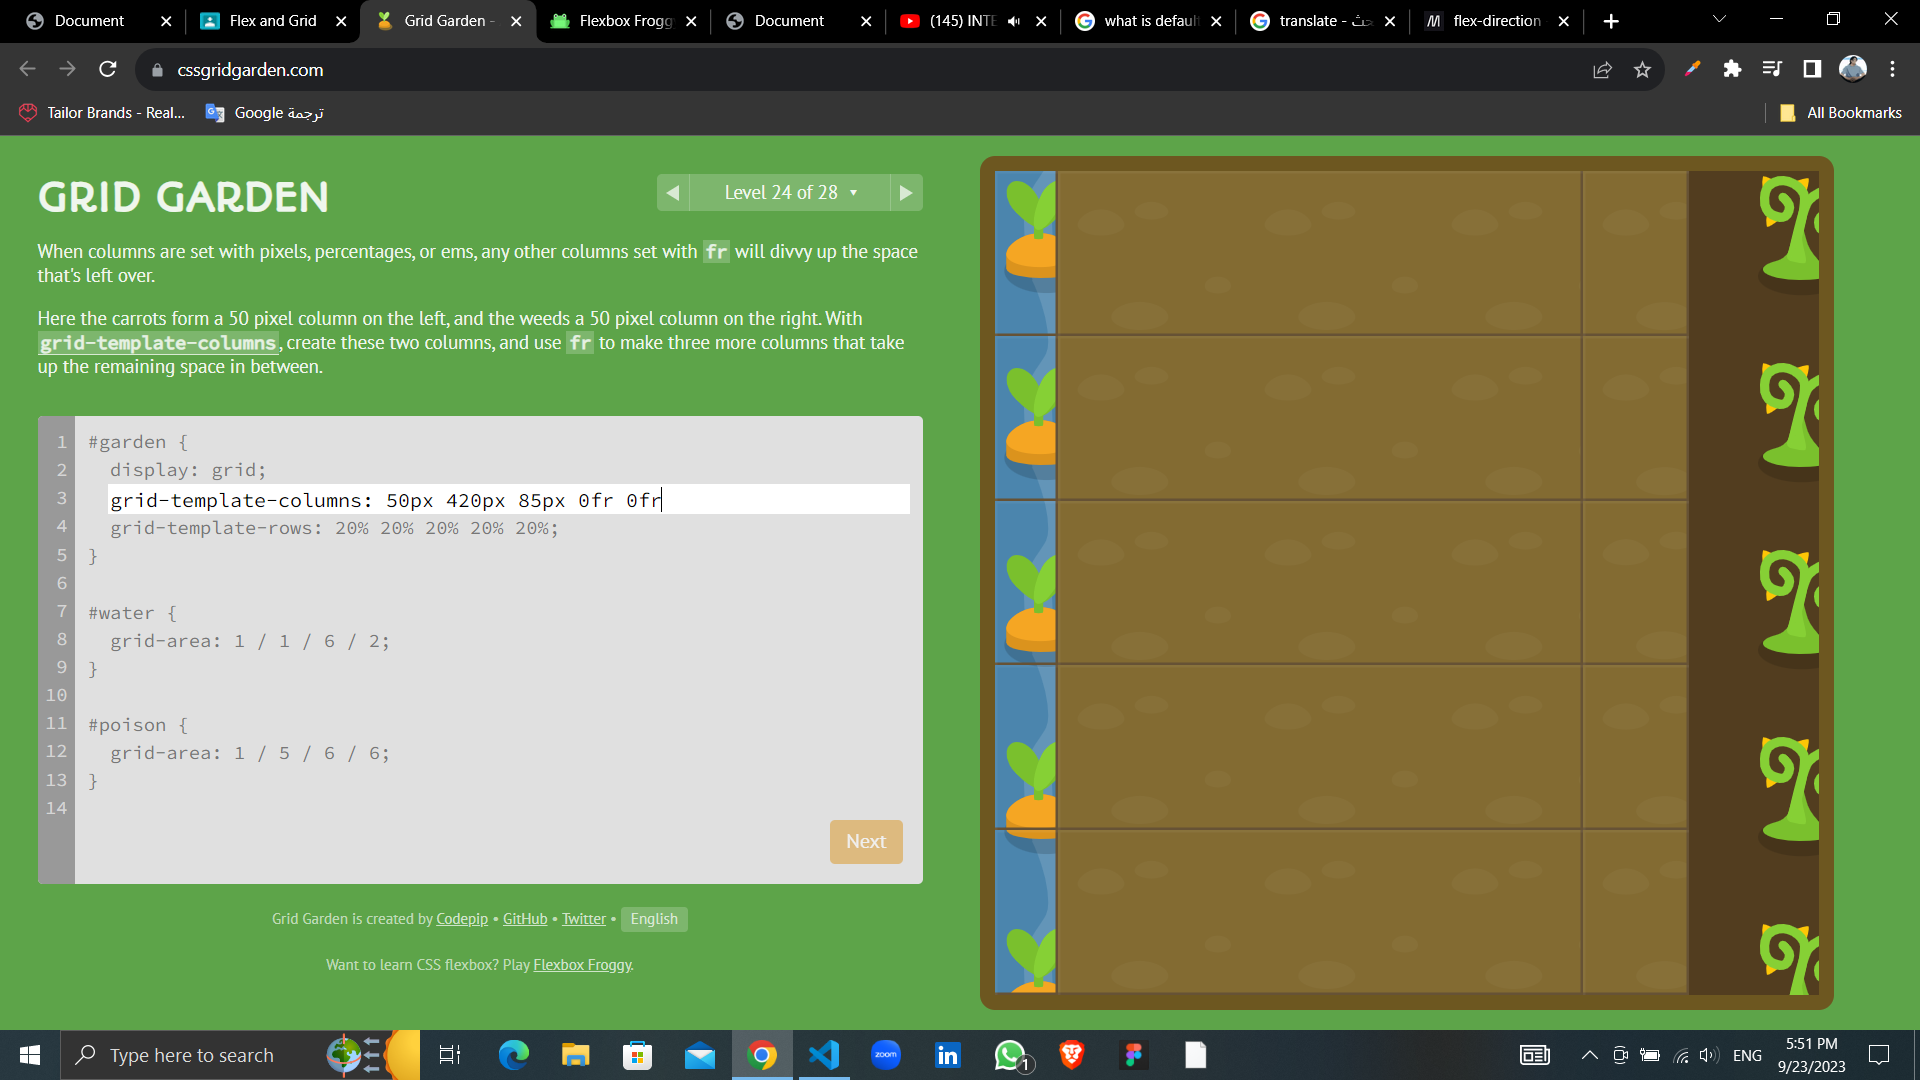 Document
Flex and Grid
Grid Garden -
Flexbox Frogg
Document
(145) INTE
what is defaul
translate - بحث
flex-direction
cssgridgarden.com
Tailor Brands - Real...
ترجمة Google
All Bookmarks
GRID GARDEN
Level 24 of 28
When columns are set with pixels, percentages, or ems, any other columns set with fr will divvy up the space
that's left over.
Here the carrots form a 50 pixel column on the left, and the weeds a 50 pixel column on the right. With
grid-template-columns, create these two columns, and use fr to make three more columns that take
up the remaining space in between.
1 #garden {
2 display: grid;
3 grid-template-columns: 50px 420px 85px 0fr 0fr
4 grid-template-rows: 20% 20% 20% 20% 20%;
5 }
6
7 #water {
8 grid-area: 1 / 1 / 6 / 2;
9 }
10
11 #poison {
12 grid-area: 1 / 5 / 6 / 6;
13 }
14
Next
Grid Garden is created by Codepip • GitHub • Twitter • English
Want to learn CSS flexbox? Play Flexbox Froggy.
Type here to search
zoom
1
ENG
5:51 PM
9/23/2023